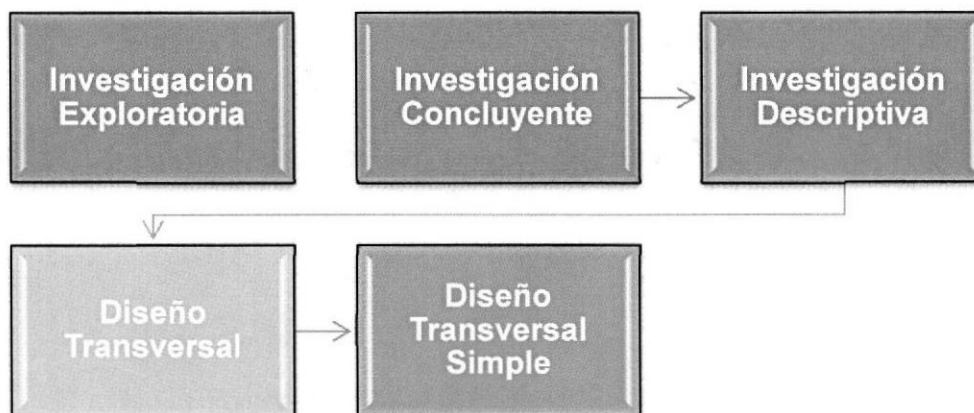 Investigación
Exploratoria
Investigación
Concluyente
Investigación
Descriptiva
Diseño
Transversal
Diseño
Transversal
Simple